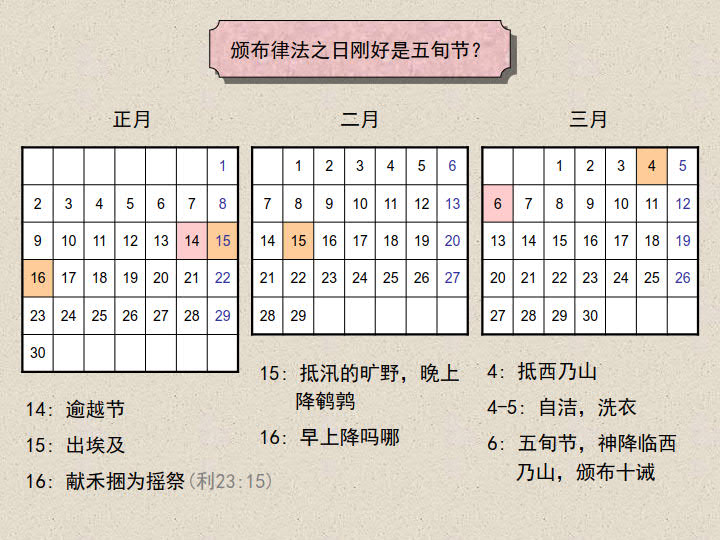 颁布律法之日刚好是五旬节？
正月
二月
三月
1
2 3 4 5 6 7 8
9 10 11 12 13 14 15
16 17 18 19 20 21 22
23 24 25 26 27 28 29
30
1 2 3 4 5 6
7 8 9 10 11 12 13
14 15 16 17 18 19 20
21 22 23 24 25 26 27
28 29
1 2 3 4 5
6 7 8 9 10 11 12
13 14 15 16 17 18 19
20 21 22 23 24 25 26
27 28 29 30
14: 逾越节
15: 出埃及
16: 献禾捆为摇祭(利23:15)
15: 抵汛的旷野，晚上
降鹌鹑
16: 早上降吗哪
4: 抵西乃山
4-5: 自洁，洗衣
6: 五旬节，神降临西
乃山，颁布十诫